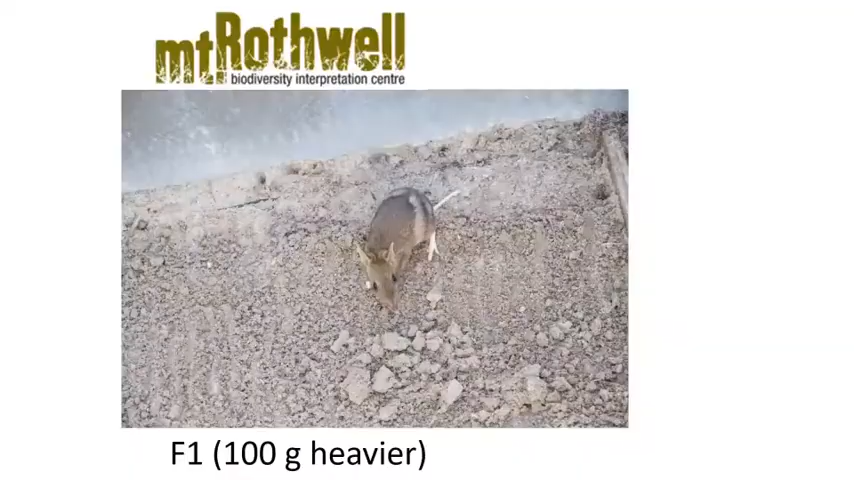 mtRothwell
biodiversity interpretation centre
F1 (100 g heavier)